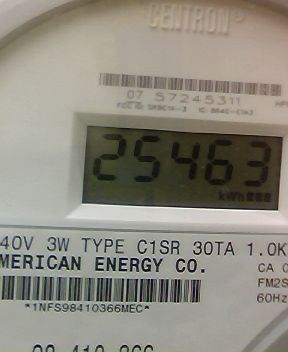 CENTRON®
07 57245311
25463
kWh
40V 3W TYPE C1SR 30TA 1.0K
MERICAN ENERGY CO.
CA 0
FM2S
*1NFS98410366MEC*
60Hz